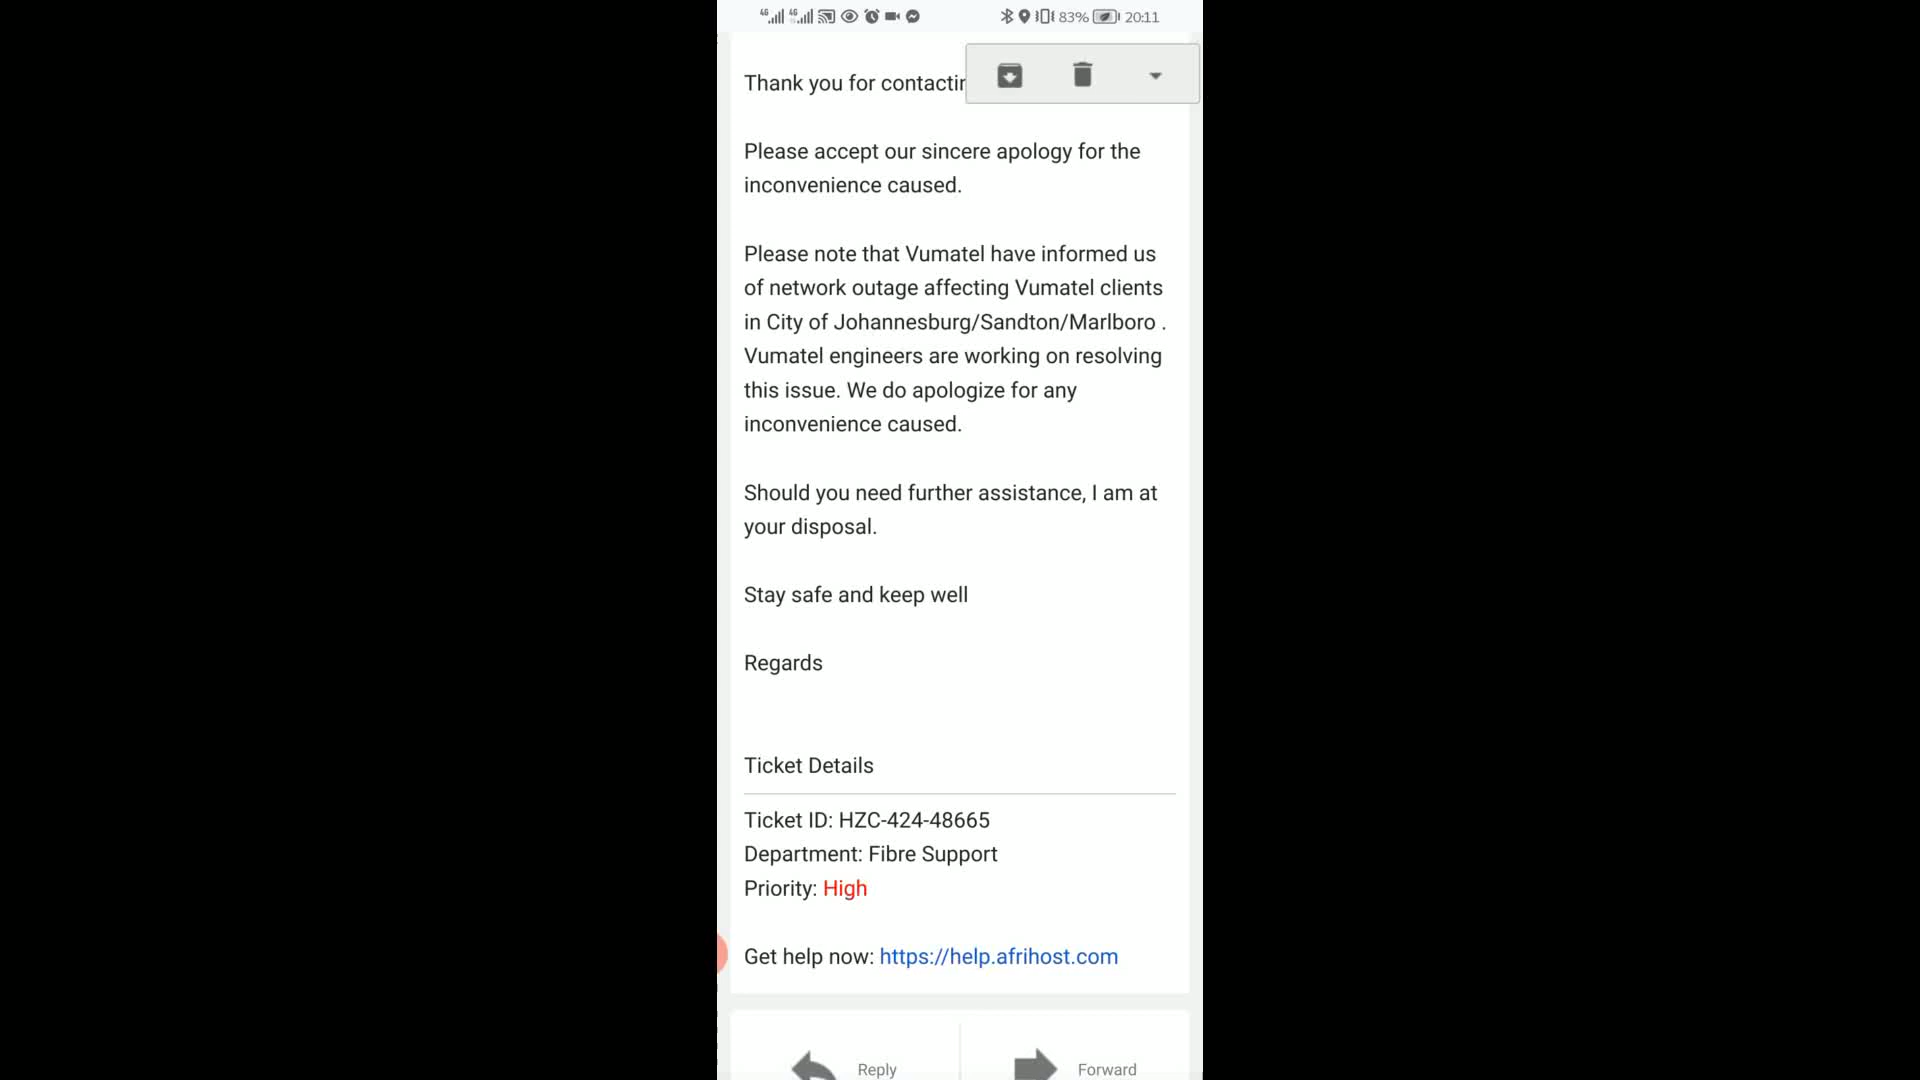 4G 4G 83% 20:11
Thank you for
Please accept our sincere apology for the
inconvenience caused.
Please note that Vumatel have informed us
of network outage affecting Vumatel clients
in City of Johannesburg/Sandton/Marlboro .
Vumatel engineers are working on resolving
this issue. We do apologize for any
inconvenience caused.
Should you need further assistance, I am at
your disposal.
Stay safe and keep well
Regards
Ticket Details
Ticket ID: HZC-424-48665
Department: Fibre Support
Priority: High
Get help now: https://help.afrihost.com
Reply
Forward